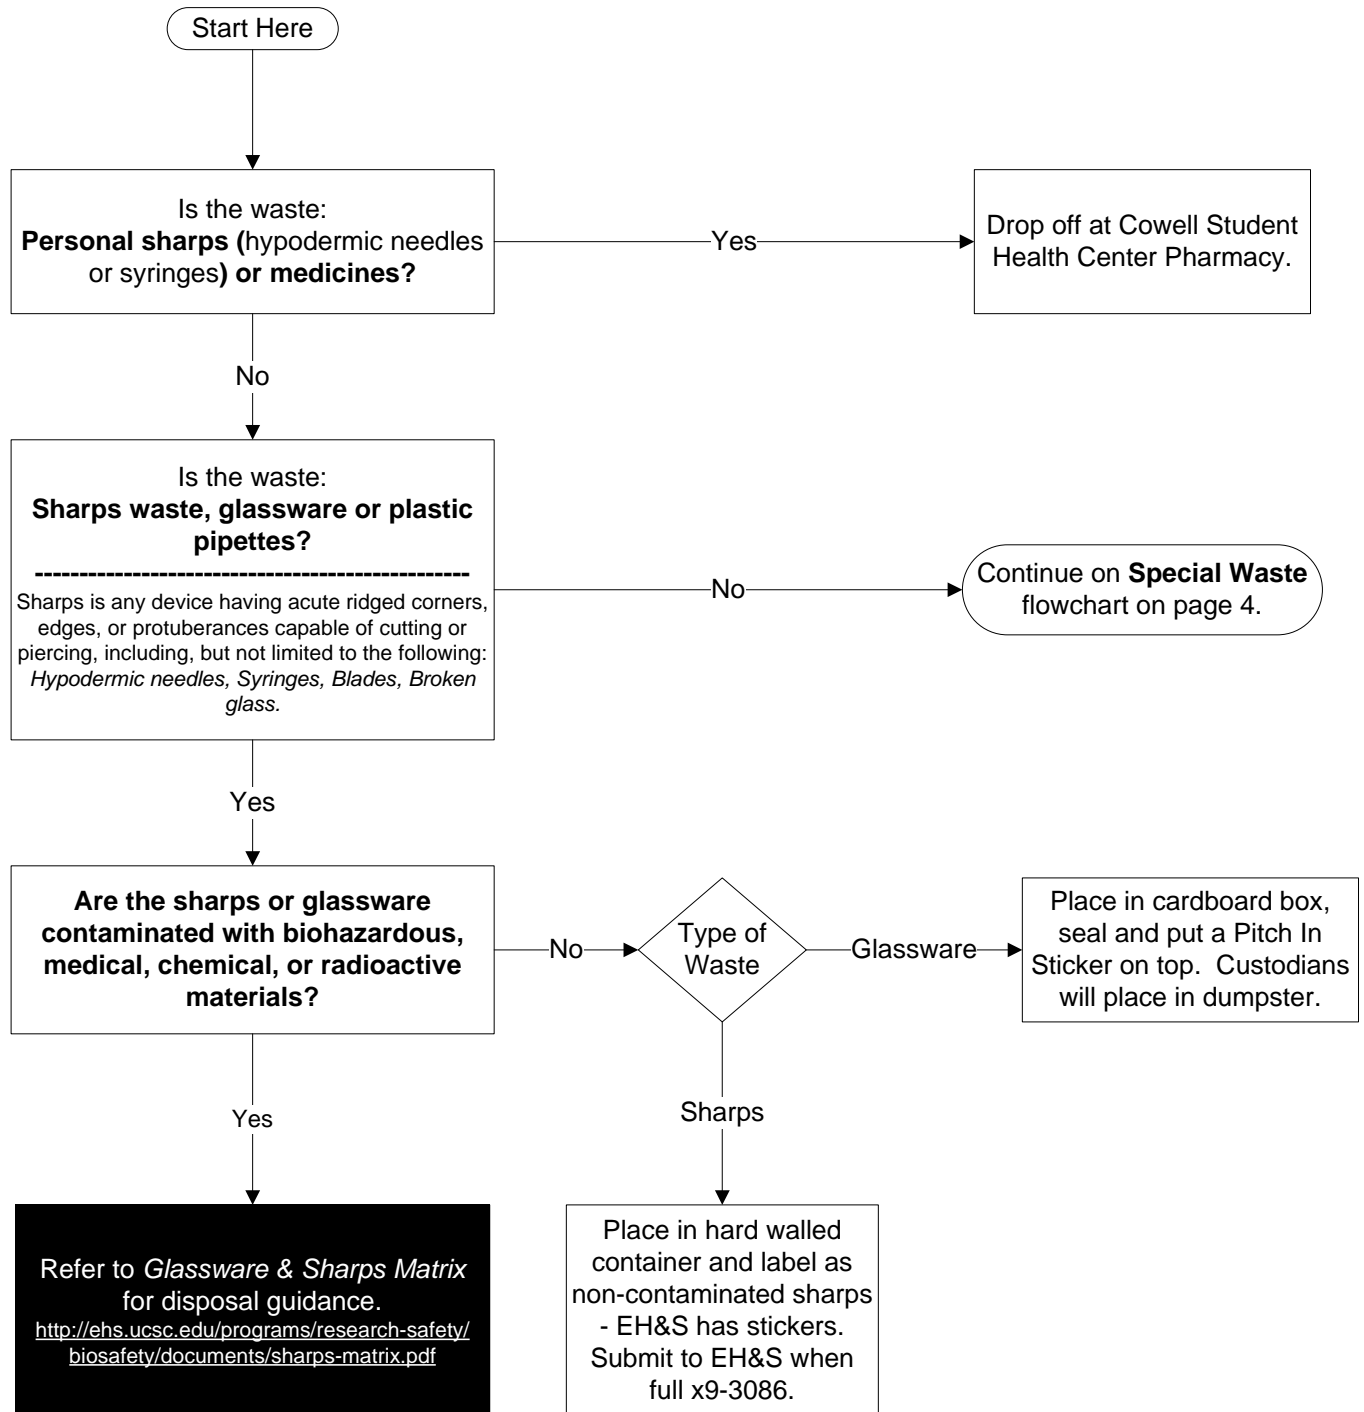 Start Here
Is the waste:
Personal sharps (hypodermic needles
or syringes) or medicines?
Yes
Drop off at Cowell Student
Health Center Pharmacy.
No
Is the waste:
Sharps waste, glassware or plastic
pipettes?
-------------------------------------------------
Sharps is any device having acute ridged corners,
edges, or protuberances capable of cutting or
piercing, including, but not limited to the following:
Hypodermic needles, Syringes, Blades, Broken
glass.
No
Continue on Special Waste
flowchart on page 4.
Yes
Are the sharps or glassware
contaminated with biohazardous,
medical, chemical, or radioactive
materials?
No
Type of
Waste
Glassware
Place in cardboard box,
seal and put a Pitch In
Sticker on top.  Custodians
will place in dumpster.
Yes
Sharps
Refer to Glassware & Sharps Matrix
for disposal guidance.
http://ehs.ucsc.edu/programs/research-safety/
biosafety/documents/sharps-matrix.pdf
Place in hard walled
container and label as
non-contaminated sharps
- EH&S has stickers.
Submit to EH&S when
full x9-3086.